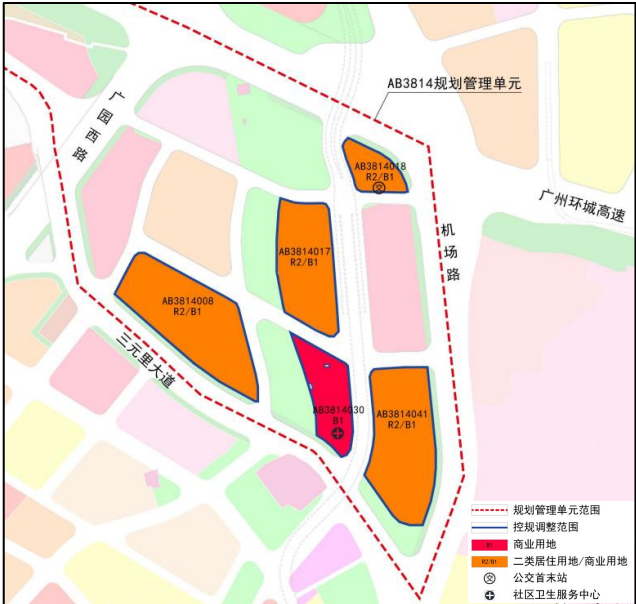 AB3814规划管理单元
广园西路
AB3814018
R2/B1
广州环城高速
机场路
AB3814017
R2/B1
AB3814008
R2/B1
三元里大道
AB3814030
B1
AB3814041
R2/B1
规划管理单元范围
控规调整范围
B1 商业用地
R2/B1 二类居住用地/商业用地
公交首末站
社区卫生服务中心